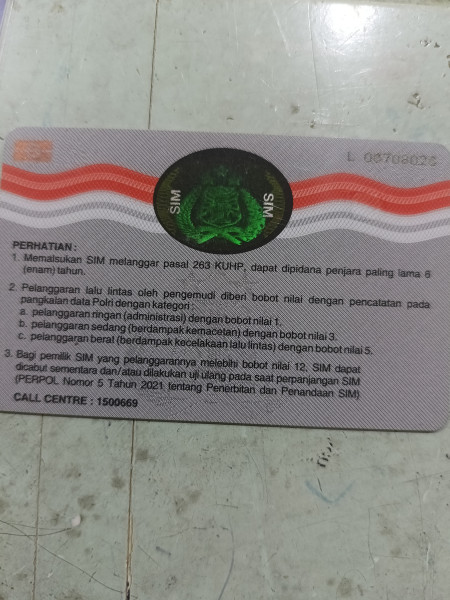 L 0670802S
SIM SIM
PERHATIAN :
1. Memalsukan SIM melanggar pasal 263 KUHP, dapat dipidana penjara paling lama 6
(enam) tahun.
2. Pelanggaran lalu lintas oleh pengemudi diberi bobot nilai dengan pencatatan pada
pangkalan data Polri dengan kategori :
a. pelanggaran ringan (administrasi) dengan bobot nilai 1.
b. pelanggaran sedang (berdampak kemacetan) dengan bobot nilai 3.
c. pelanggaran berat (berdampak kecelakaan lalu lintas) dengan bobot nilai 5.
3. Bagi pemilik SIM yang pelanggarannya melebihi bobot nilai 12, SIM dapat
dicabut sementara dan/atau dilakukan uji ulang pada saat perpanjangan SIM
(PERPOL Nomor 5 Tahun 2021 tentang Penerbitan dan Penandaan SIM)
CALL CENTRE : 1500669